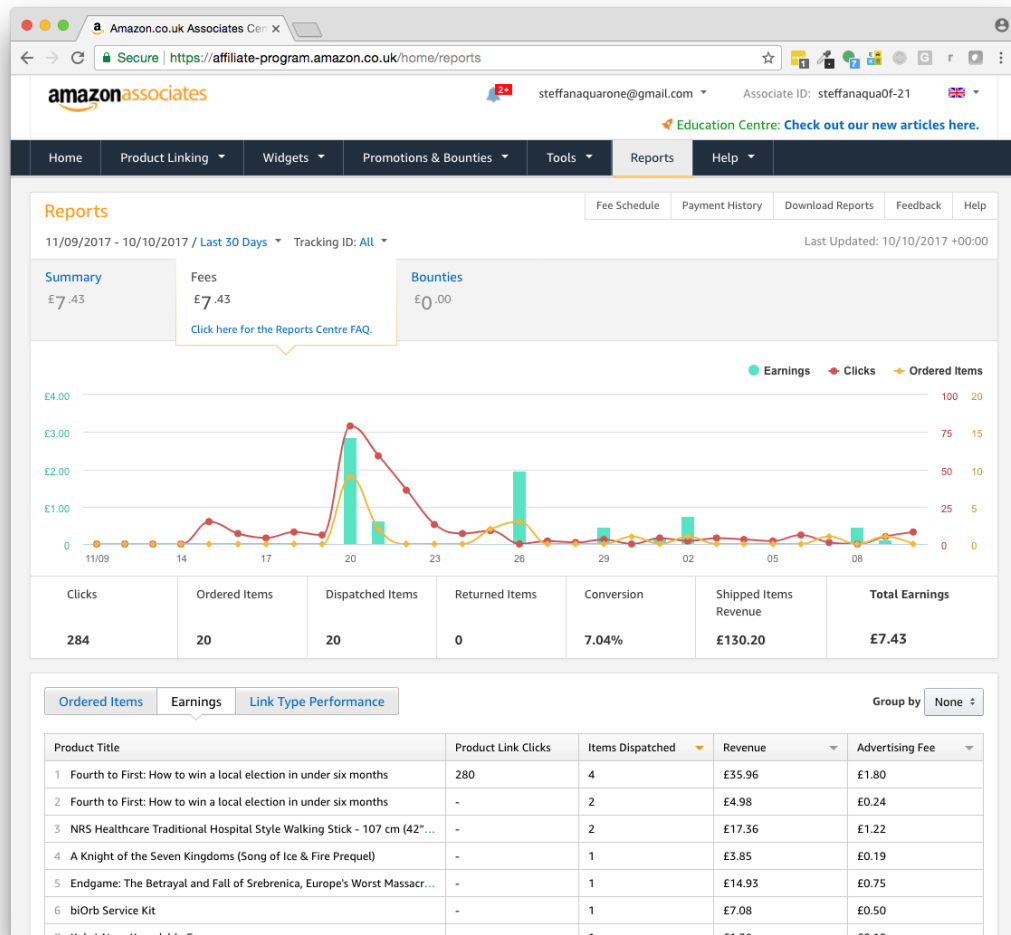 a Amazon.co.uk Associates Cen ×
Secure | https://affiliate-program.amazon.co.uk/home/reports
1 7 G r
amazonassociates
2+ steffanaquarone@gmail.com Associate ID: steffanaqua0f-21
Education Centre: Check out our new articles here.
Home Product Linking Widgets Promotions & Bounties Tools Reports Help
Reports
Fee Schedule Payment History Download Reports Feedback Help
11/09/2017 - 10/10/2017 / Last 30 Days Tracking ID: All Last Updated: 10/10/2017 +00:00
Summary Fees Bounties
£7.43 £7.43 £0.00
Click here for the Reports Centre FAQ.
Earnings Clicks Ordered Items
£4.00 100 20
£3.00 75 15
£2.00 50 10
£1.00 25 5
0 0 0
11/09 14 17 20 23 26 29 02 05 08
Clicks Ordered Items Dispatched Items Returned Items Conversion Shipped Items Revenue Total Earnings
284 20 20 0 7.04% £130.20 £7.43
Ordered Items Earnings Link Type Performance Group by None
Product Title Product Link Clicks Items Dispatched Revenue Advertising Fee
1 Fourth to First: How to win a local election in under six months 280 4 £35.96 £1.80
2 Fourth to First: How to win a local election in under six months - 2 £4.98 £0.24
3 NRS Healthcare Traditional Hospital Style Walking Stick - 107 cm (42"... - 2 £17.36 £1.22
4 A Knight of the Seven Kingdoms (Song of Ice & Fire Prequel) - 1 £3.85 £0.19
5 Endgame: The Betrayal and Fall of Srebrenica, Europe's Worst Massacr... - 1 £14.93 £0.75
6 biOrb Service Kit - 1 £7.08 £0.50